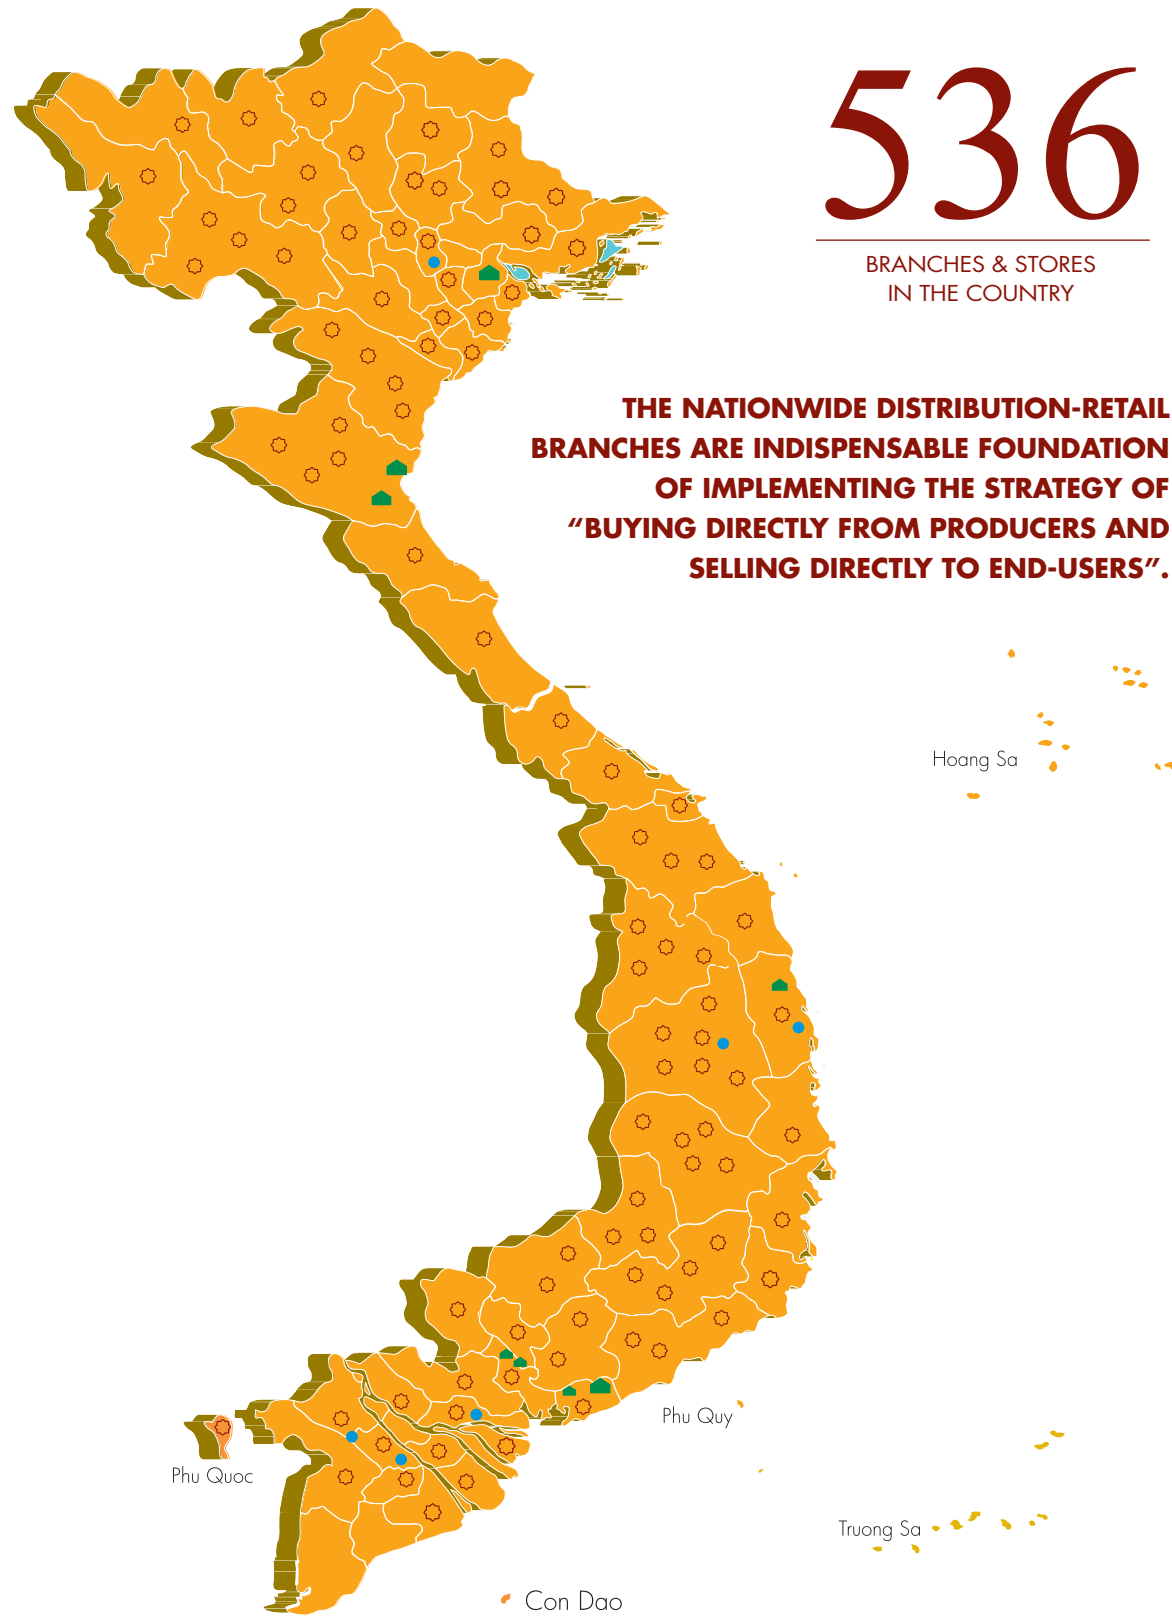 536
BRANCHES & STORES
IN THE COUNTRY
THE NATIONWIDE DISTRIBUTION-RETAIL
BRANCHES ARE INDISPENSABLE FOUNDATION
OF IMPLEMENTING THE STRATEGY OF
“BUYING DIRECTLY FROM PRODUCERS AND
SELLING DIRECTLY TO END-USERS”.
Hoang Sa
Phu Quy
Phu Quoc
Truong Sa
Con Dao